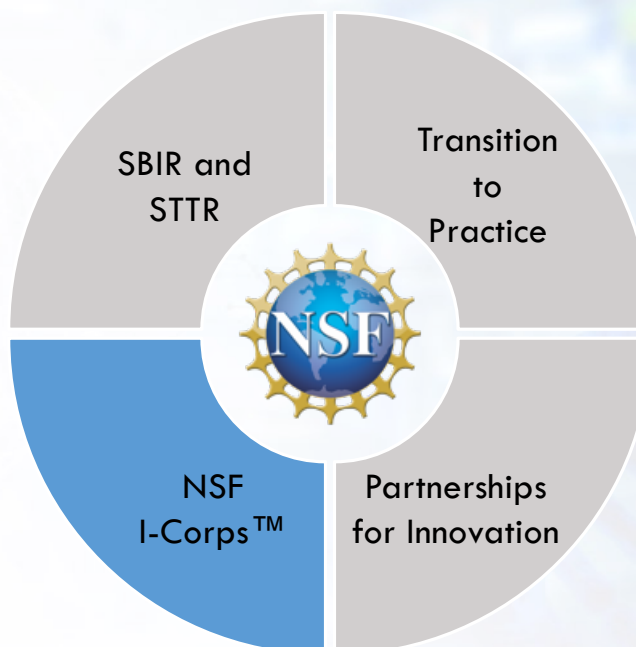 SBIR and
STTR
Transition
to
Practice
NSF
NSF
I-Corps™
Partnerships
for Innovation